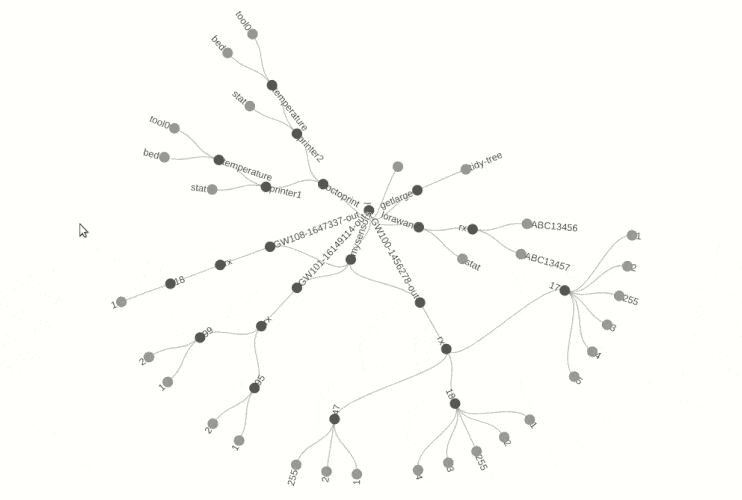 tool0
bed
temperature
stat
printer2
tool0
bed
temperature
stat
printer1
octoprint
getlarge
tidy-tree
lorawan
rx
ABC13456
ABC13457
stat
mysensors
GW108-1647337-out
rx
18
1
GW101-16149114-out
rx
99
2
1
95
2
1
GW100-1456278-out
rx
17
1
2
255
3
4
5
18
1
2
255
3
4
47
255
2
1